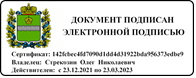 ДОКУМЕНТ ПОДПИСАН
ЭЛЕКТРОННОЙ ПОДПИСЬЮ
Сертификат: 142fcbec4fd7090d1dd4d31922bda956373edbe9
Владелец: Стрекозин Олег Николаевич
Действителен: с 23.12.2021 по 23.03.2023